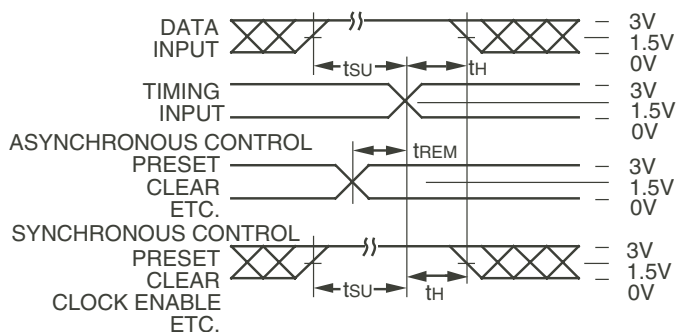 DATA
INPUT
3V
1.5V
0V
tSU
tH
TIMING
INPUT
3V
1.5V
0V
ASYNCHRONOUS CONTROL
PRESET
CLEAR
ETC.
tREM
3V
1.5V
0V
SYNCHRONOUS CONTROL
PRESET
CLEAR
CLOCK ENABLE
ETC.
tSU
tH
3V
1.5V
0V